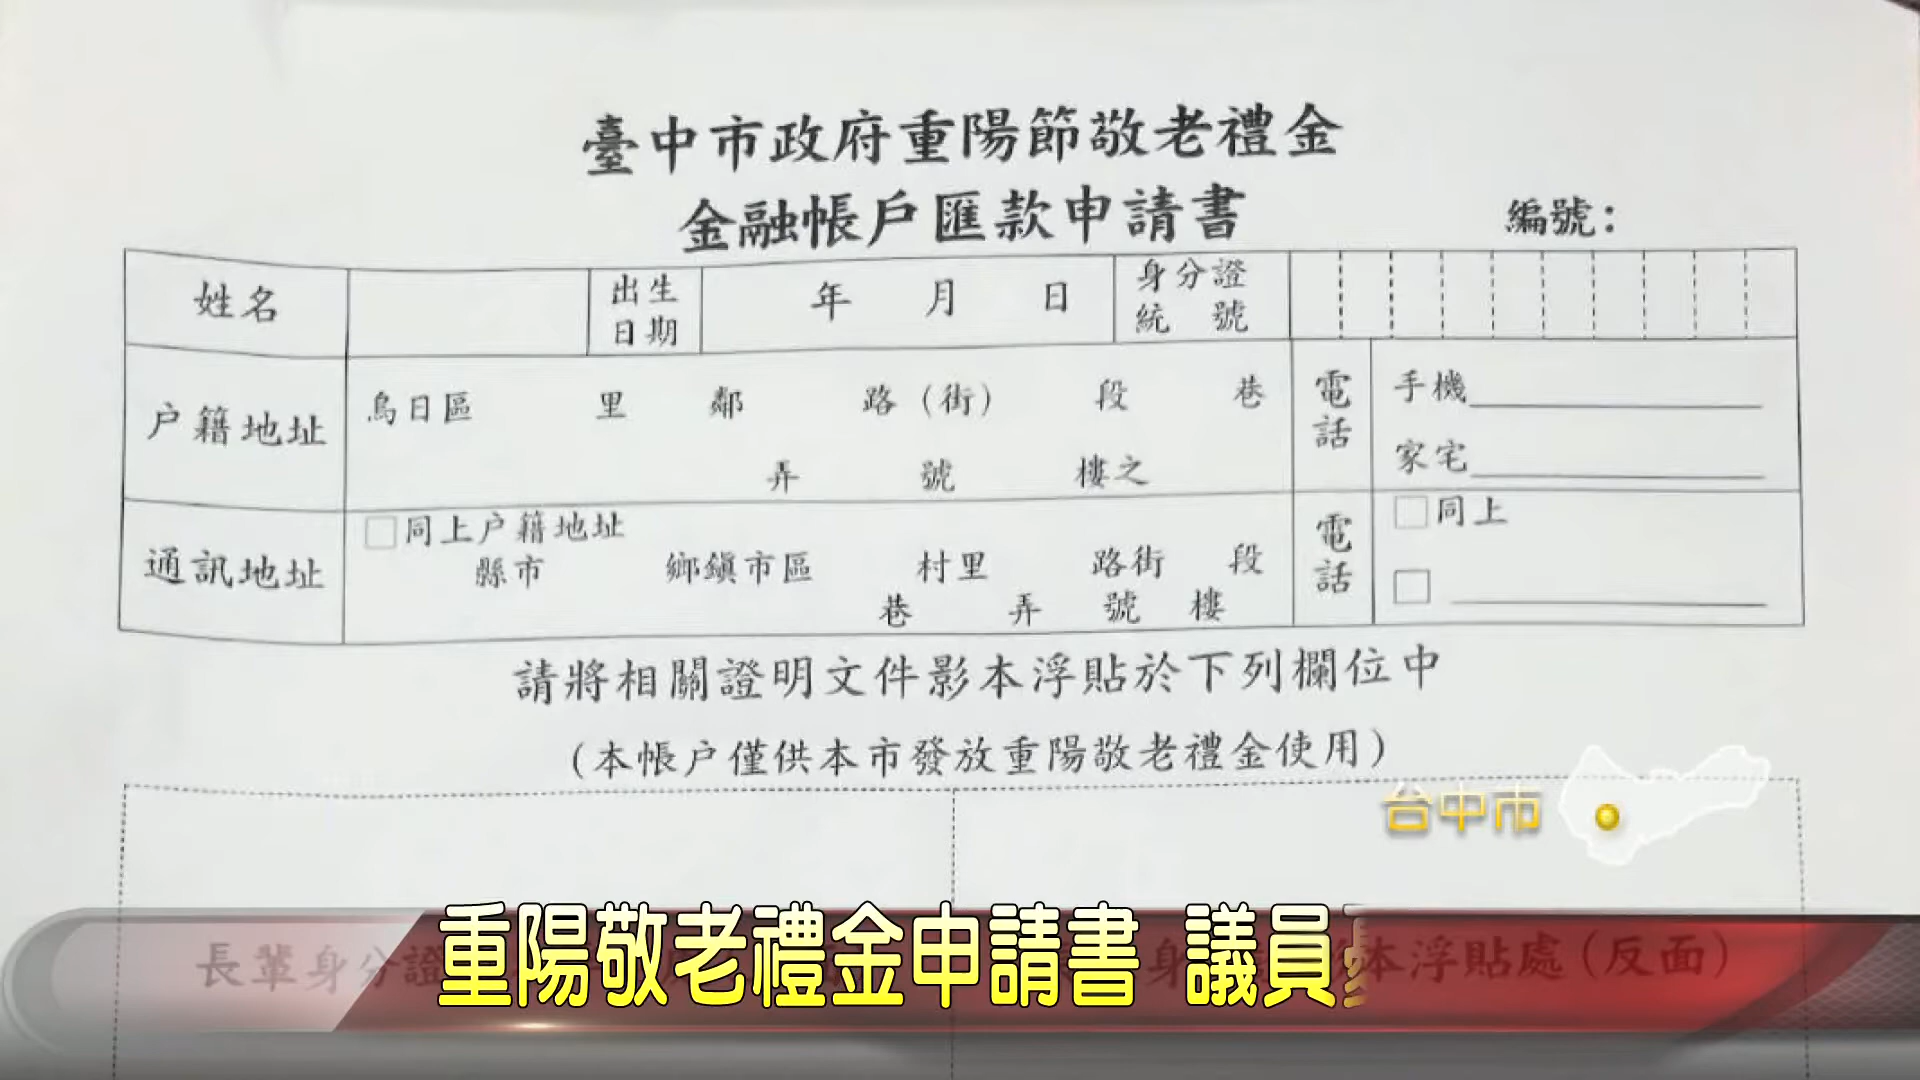 臺中市政府重陽節敬老禮金
金融帳戶匯款申請書
編號：
姓名
出生日期
年 月 日
身分證統號
戶籍地址
烏日區 里 鄰 路（街） 段 巷
弄 號 樓之
電話
手機
家宅
通訊地址
□同上戶籍地址
縣市 鄉鎮市區 村里 路街 段
巷 弄 號 樓
電話
□同上
□
請將相關證明文件影本浮貼於下列欄位中
（本帳戶僅供本市發放重陽敬老禮金使用）
台中市
長輩身分證
身 本浮貼處（反面）
重陽敬老禮金申請書 議員